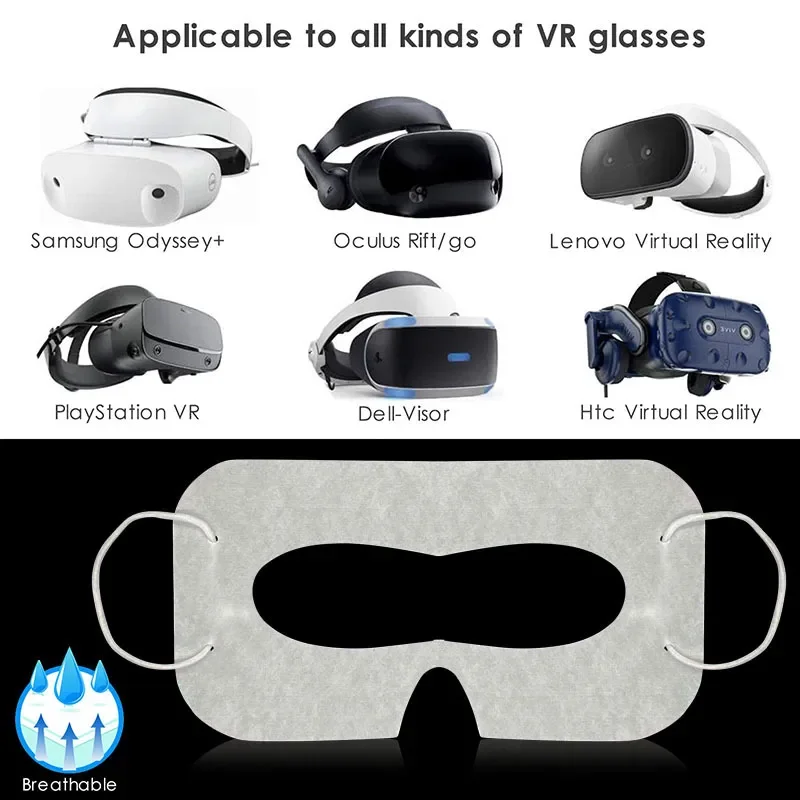 Applicable to all kinds of VR glasses
Samsung Odyssey+
Oculus Rift/go
Lenovo Virtual Reality
VIVE
PlayStation VR
Dell-Visor
Htc Virtual Reality
Breathable